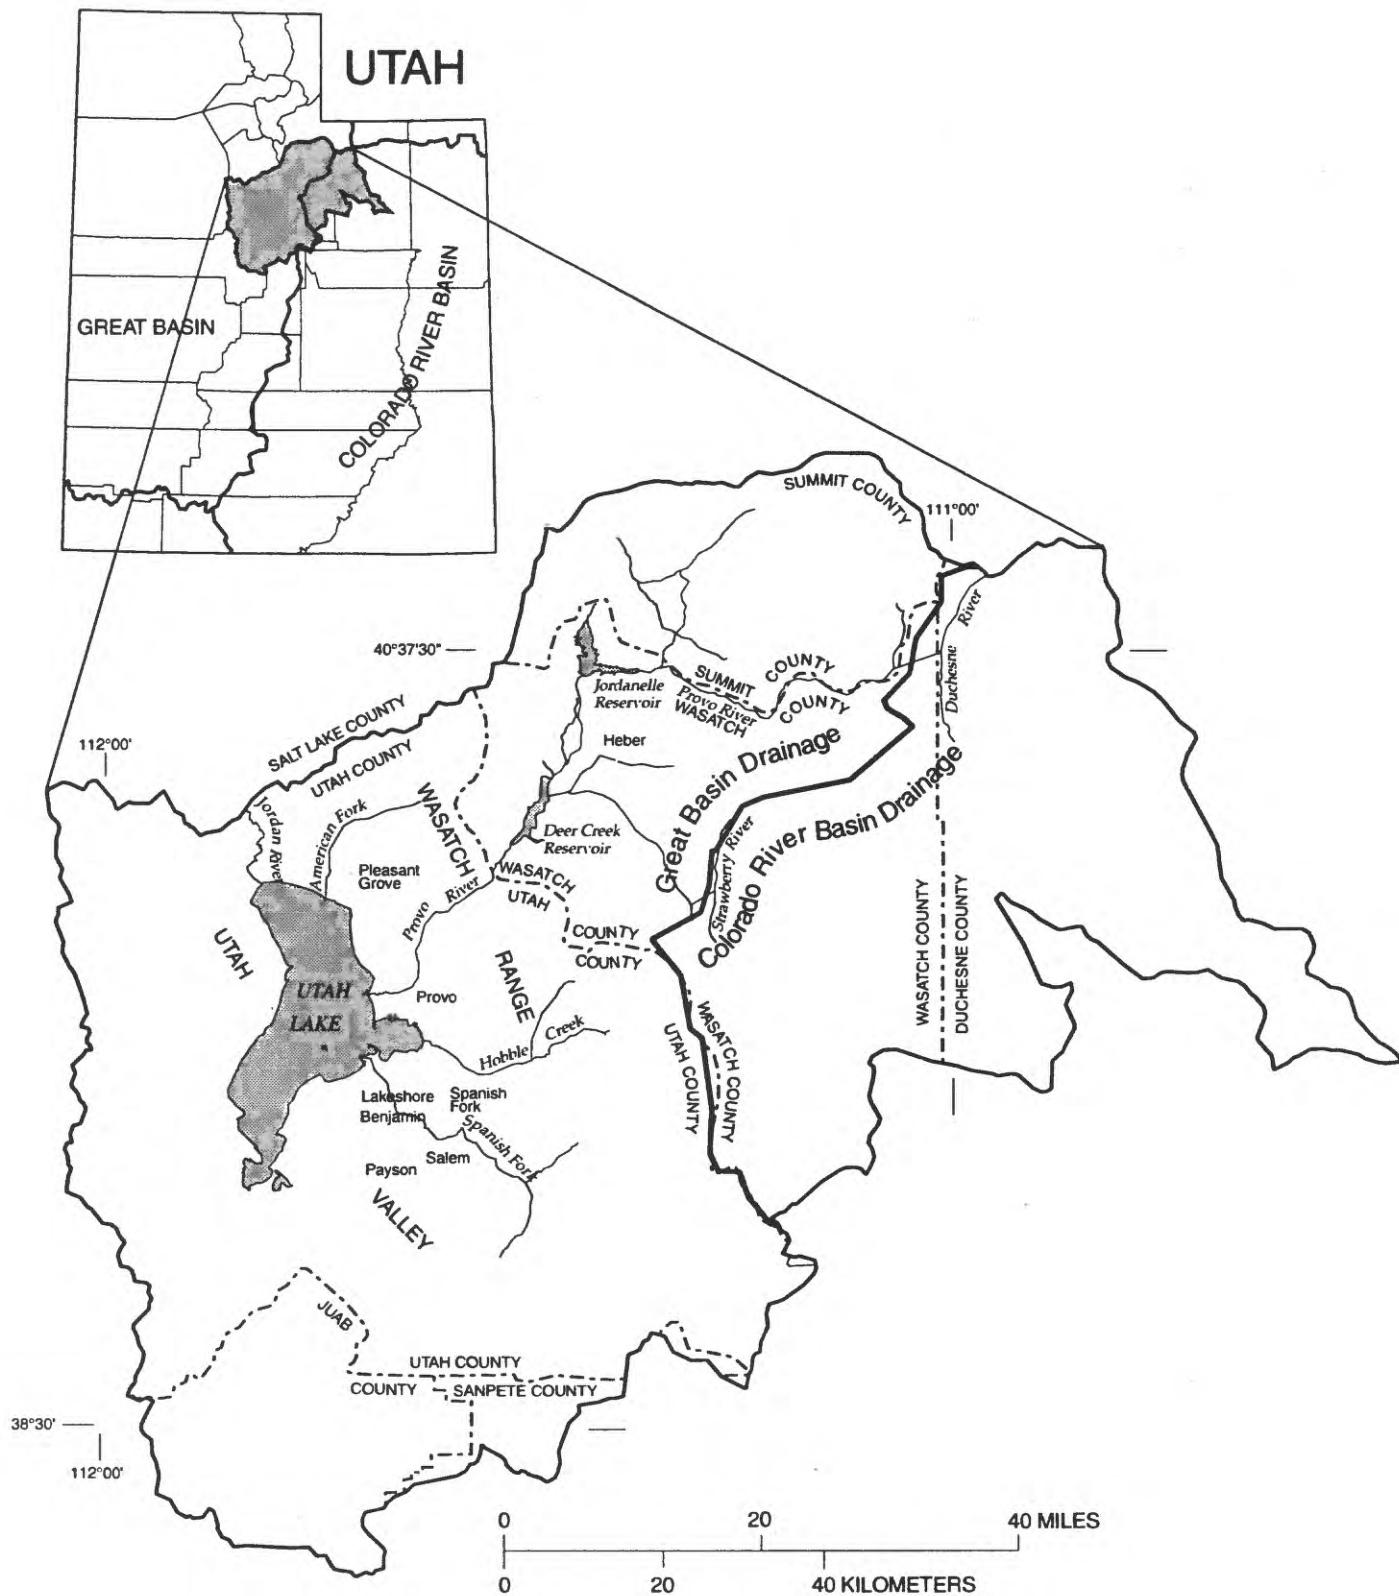 UTAH
GREAT BASIN
COLORADO RIVER BASIN
SUMMIT COUNTY
111°00'
40°37'30"
Duchesne River
SUMMIT COUNTY
Jordanelle
Reservoir
Provo River
WASATCH COUNTY
112°00'
SALT LAKE COUNTY
UTAH COUNTY
Heber
Great Basin Drainage
Colorado River Basin Drainage
Jordan River
American Fork
WASATCH
Deer Creek
Reservoir
Strawberry River
Pleasant
Grove
Provo River
WASATCH
UTAH
COUNTY
COUNTY
WASATCH COUNTY
DUCHESNE COUNTY
UTAH
RANGE
UTAH
LAKE
Provo
Hobble Creek
WASATCH COUNTY
UTAH COUNTY
Lakeshore
Spanish
Fork
Benjamin
Spanish Fork
Salem
Payson
VALLEY
JUAB
UTAH COUNTY
COUNTY
SANPETE COUNTY
38°30'
112°00'
0 20 40 MILES
0 20 40 KILOMETERS